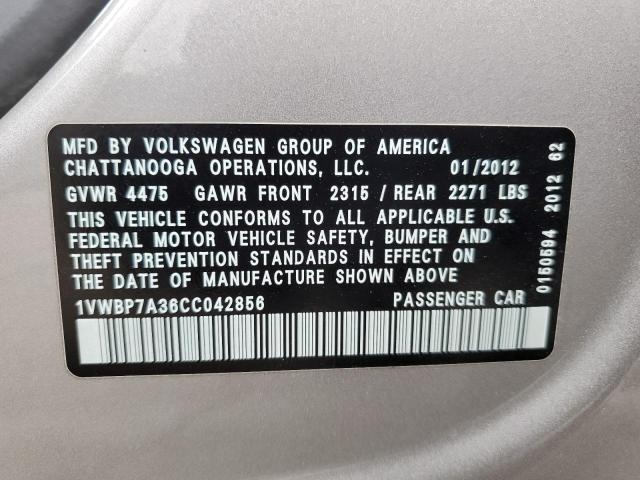 MFD BY VOLKSWAGEN GROUP OF AMERICA
CHATTANOOGA OPERATIONS, LLC. 01/2012
GVWR 4475 GAWR FRONT 2315 / REAR 2271 LBS
THIS VEHICLE CONFORMS TO ALL APPLICABLE U.S.
FEDERAL MOTOR VEHICLE SAFETY, BUMPER AND
THEFT PREVENTION STANDARDS IN EFFECT ON
THE DATE OF MANUFACTURE SHOWN ABOVE
1VWBP7A36CC042856 PASSENGER CAR
0150594 2012 62